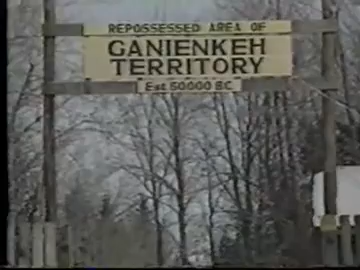 REPOSSESSED AREA OF
GANIENKEH
TERRITORY
Est 50000 BC.